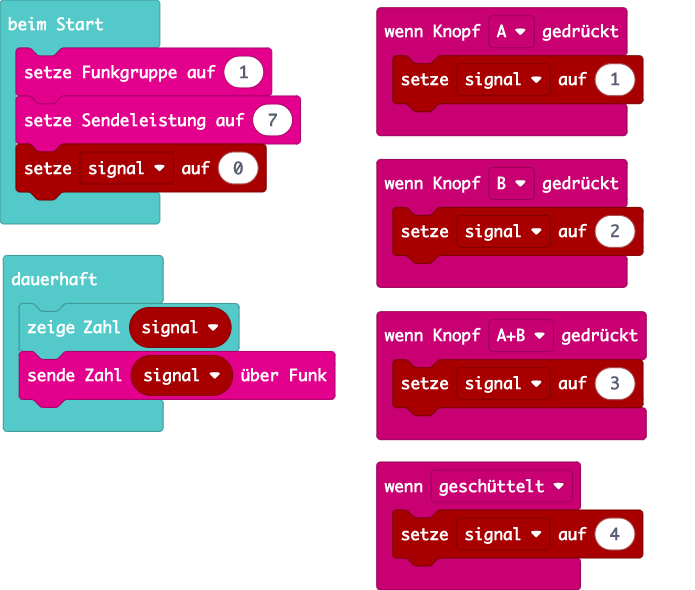 beim Start
setze Funkgruppe auf 1
setze Sendeleistung auf 7
setze signal auf 0
dauerhaft
zeige Zahl signal
sende Zahl signal über Funk
wenn Knopf A gedrückt
setze signal auf 1
wenn Knopf B gedrückt
setze signal auf 2
wenn Knopf A+B gedrückt
setze signal auf 3
wenn geschüttelt
setze signal auf 4